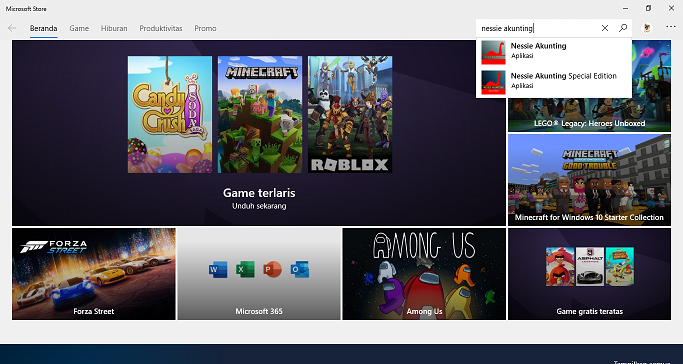 Microsoft Store
Beranda Game Hiburan Produktivitas Promo
nessie akunting
Nessie Akunting
Aplikasi
Nessie Akunting Special Edition
Aplikasi
Candy Crush SODA
MINECRAFT
ROBLOX
Game terlaris
Unduh sekarang
LEGO® Legacy: Heroes Unboxed
MINECRAFT
GOOD TROUBLE
Minecraft for Windows 10 Starter Collection
FORZA STREET
Forza Street
Microsoft 365
AMONG US
Among Us
ASPHALT
Game gratis teratas